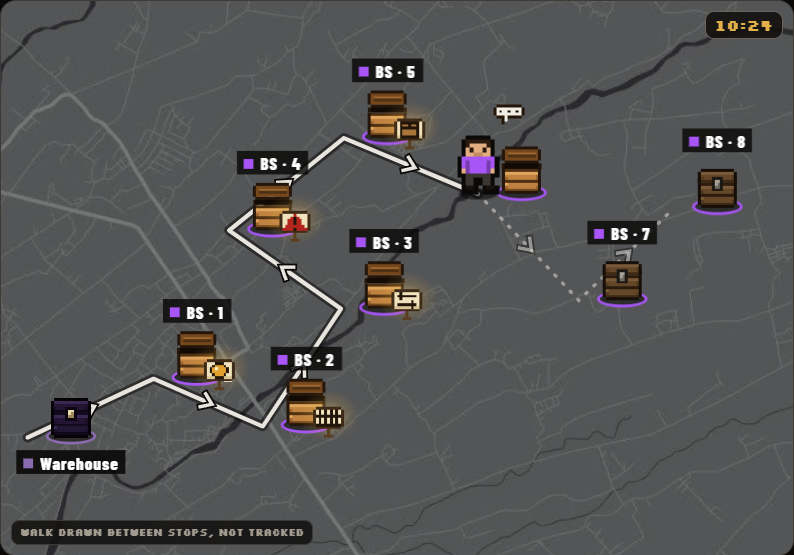 10:24
BS - 5
BS - 8
BS - 4
BS - 7
BS - 3
BS - 1
BS - 2
Warehouse
WALK DRAWN BETWEEN STOPS, NOT TRACKED